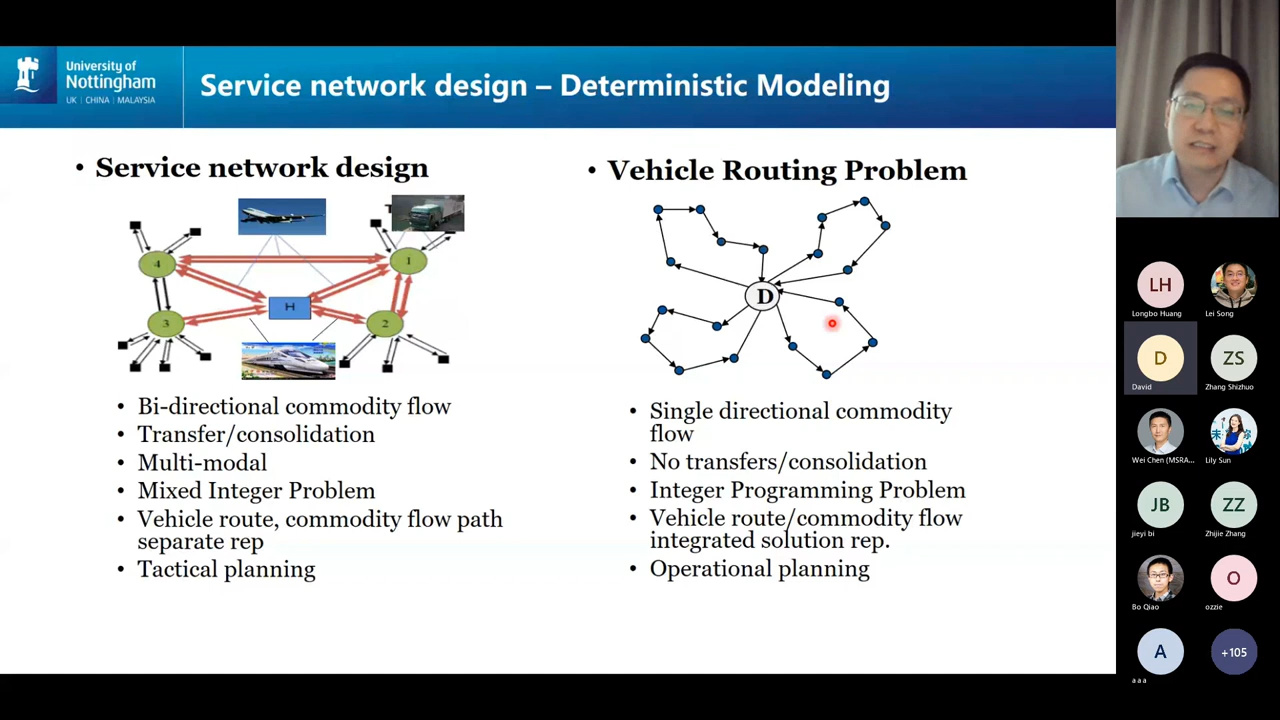 University of
Nottingham
UK | CHINA | MALAYSIA
Service network design – Deterministic Modeling
• Service network design
4
1
H
3
2
• Bi-directional commodity flow
• Transfer/consolidation
• Multi-modal
• Mixed Integer Problem
• Vehicle route, commodity flow path
separate rep
• Tactical planning
• Vehicle Routing Problem
D
• Single directional commodity
flow
• No transfers/consolidation
• Integer Programming Problem
• Vehicle route/commodity flow
integrated solution rep.
• Operational planning
LH
Longbo Huang
Lei Song
D
David
ZS
Zhang Shizhuo
Wei Chen (MSRA...
Lily Sun
JB
jieyi bi
ZZ
Zhijie Zhang
Bo Qiao
O
ozzie
A
a a a
+105